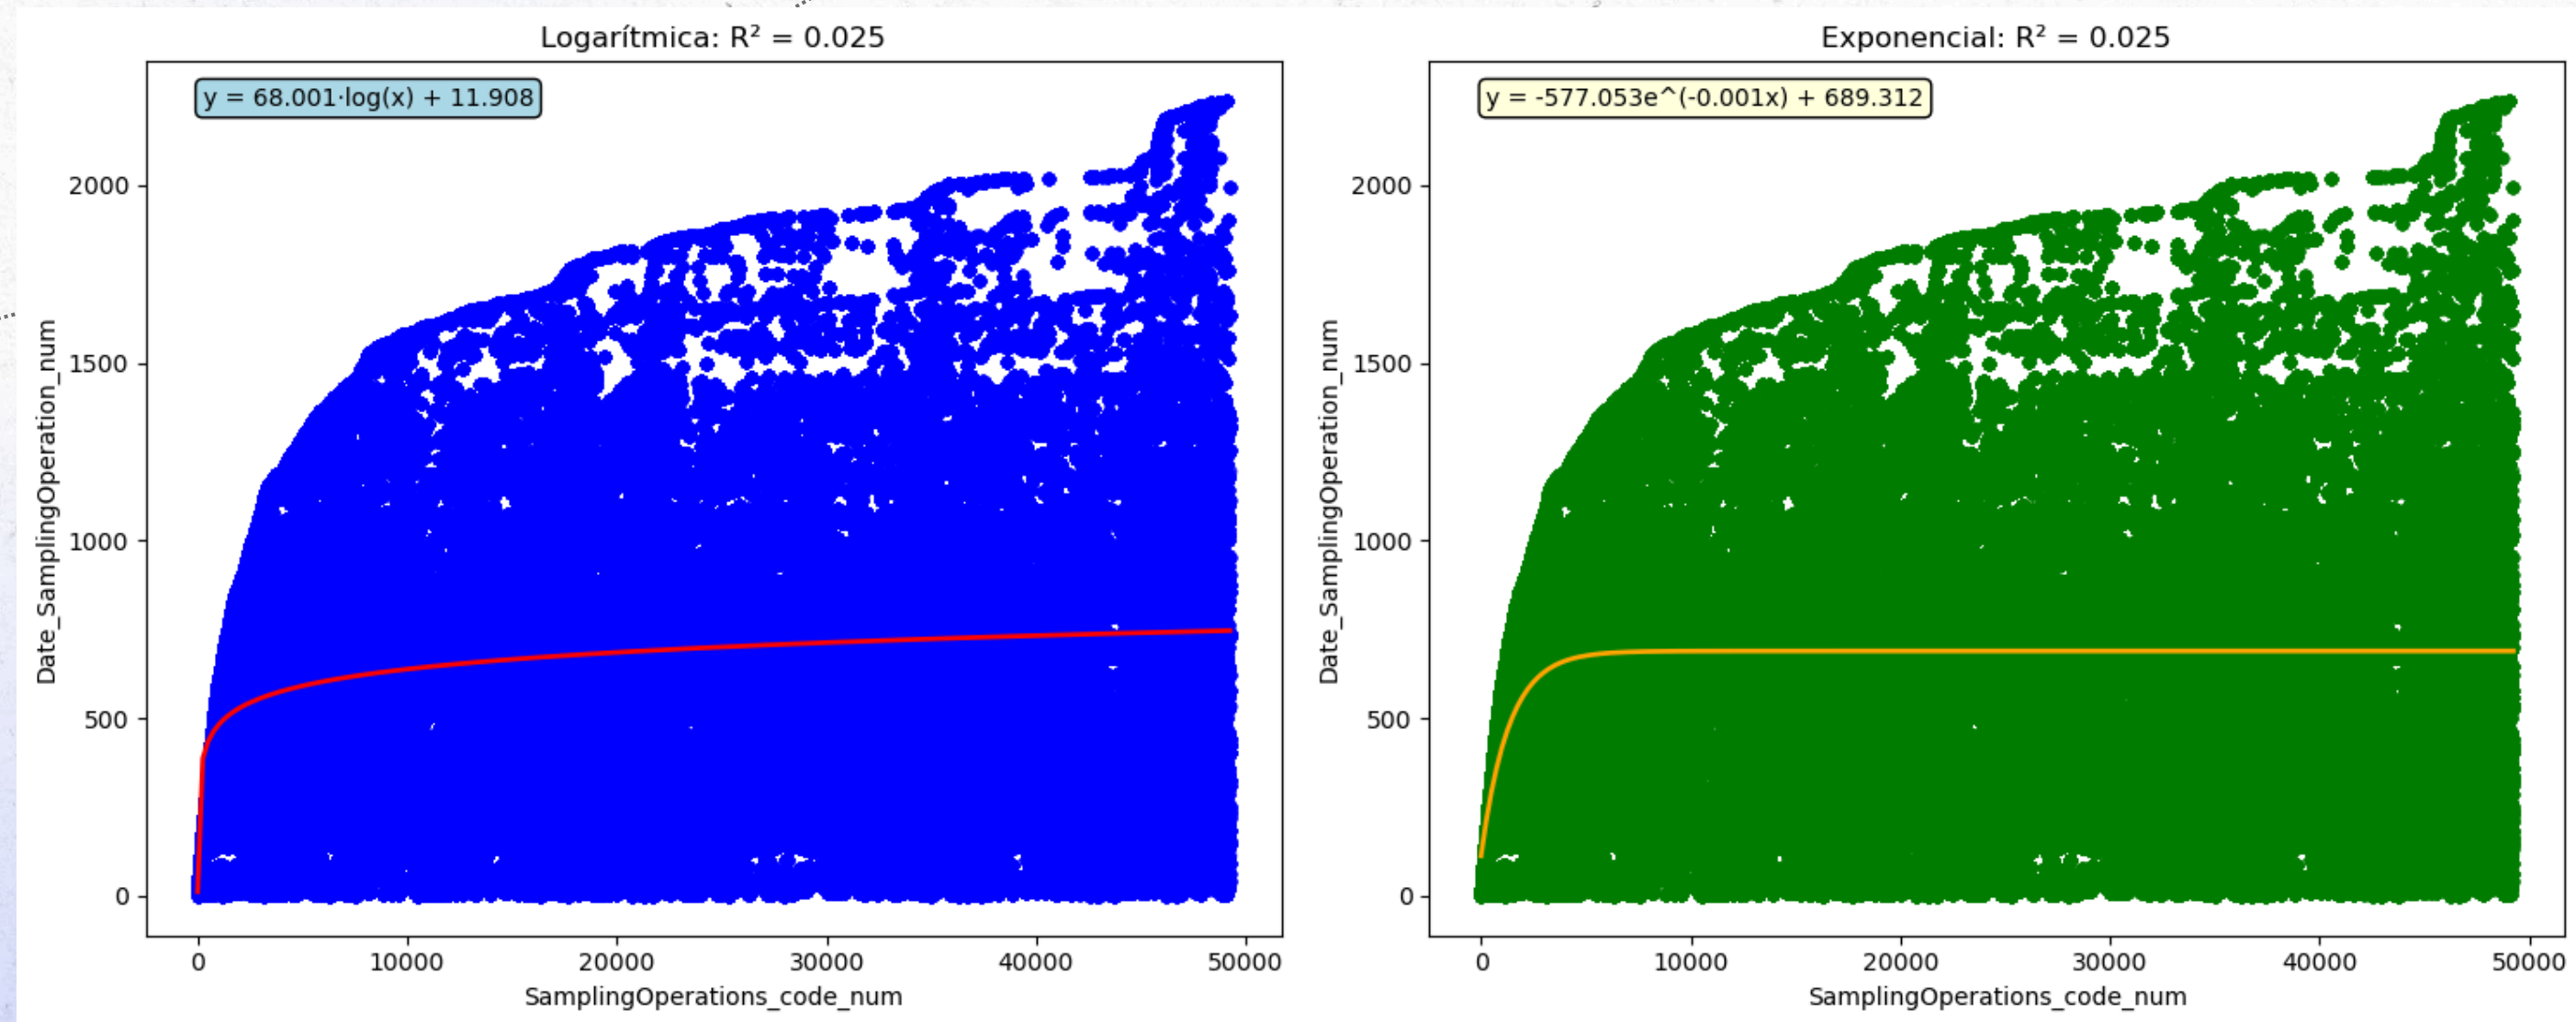 Logarítmica: R² = 0.025
y = 68.001·log(x) + 11.908
Date_SamplingOperation_num
2000
1500
1000
500
0
0 10000 20000 30000 40000 50000
SamplingOperations_code_num
Exponencial: R² = 0.025
y = -577.053e^(-0.001x) + 689.312
Date_SamplingOperation_num
2000
1500
1000
500
0
0 10000 20000 30000 40000 50000
SamplingOperations_code_num